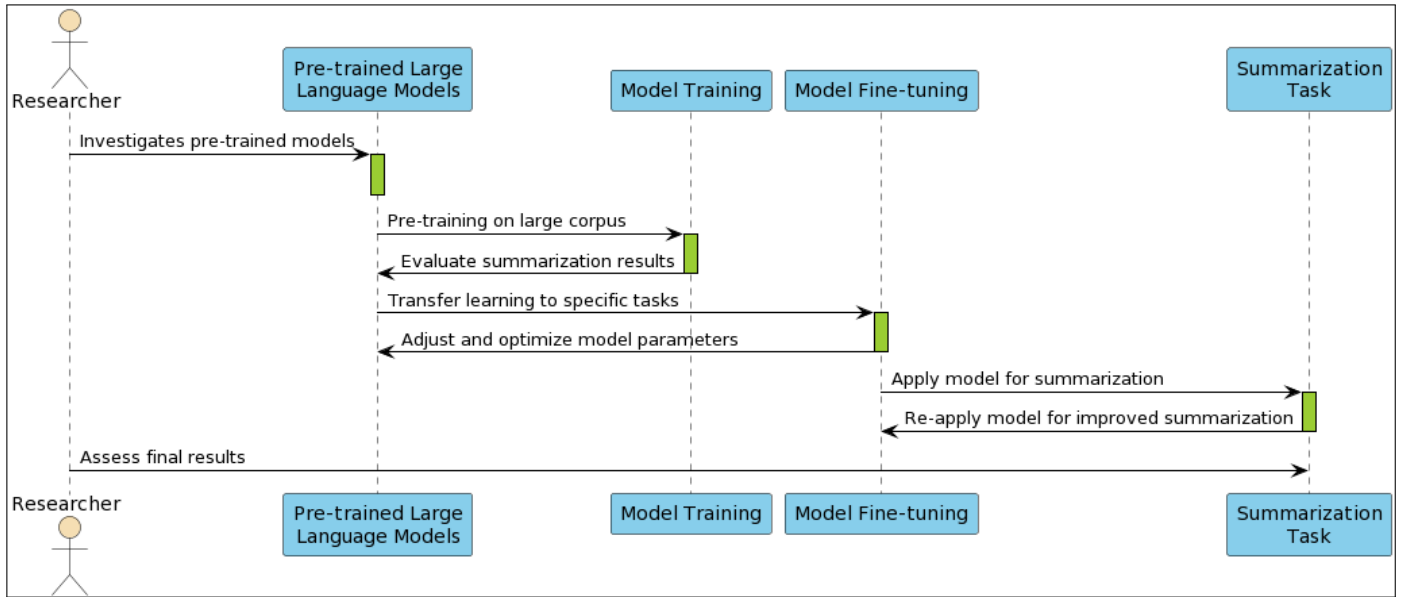 Researcher
Pre-trained Large
Language Models
Model Training
Model Fine-tuning
Summarization
Task
Investigates pre-trained models
Pre-training on large corpus
Evaluate summarization results
Transfer learning to specific tasks
Adjust and optimize model parameters
Apply model for summarization
Re-apply model for improved summarization
Assess final results
Researcher
Pre-trained Large
Language Models
Model Training
Model Fine-tuning
Summarization
Task